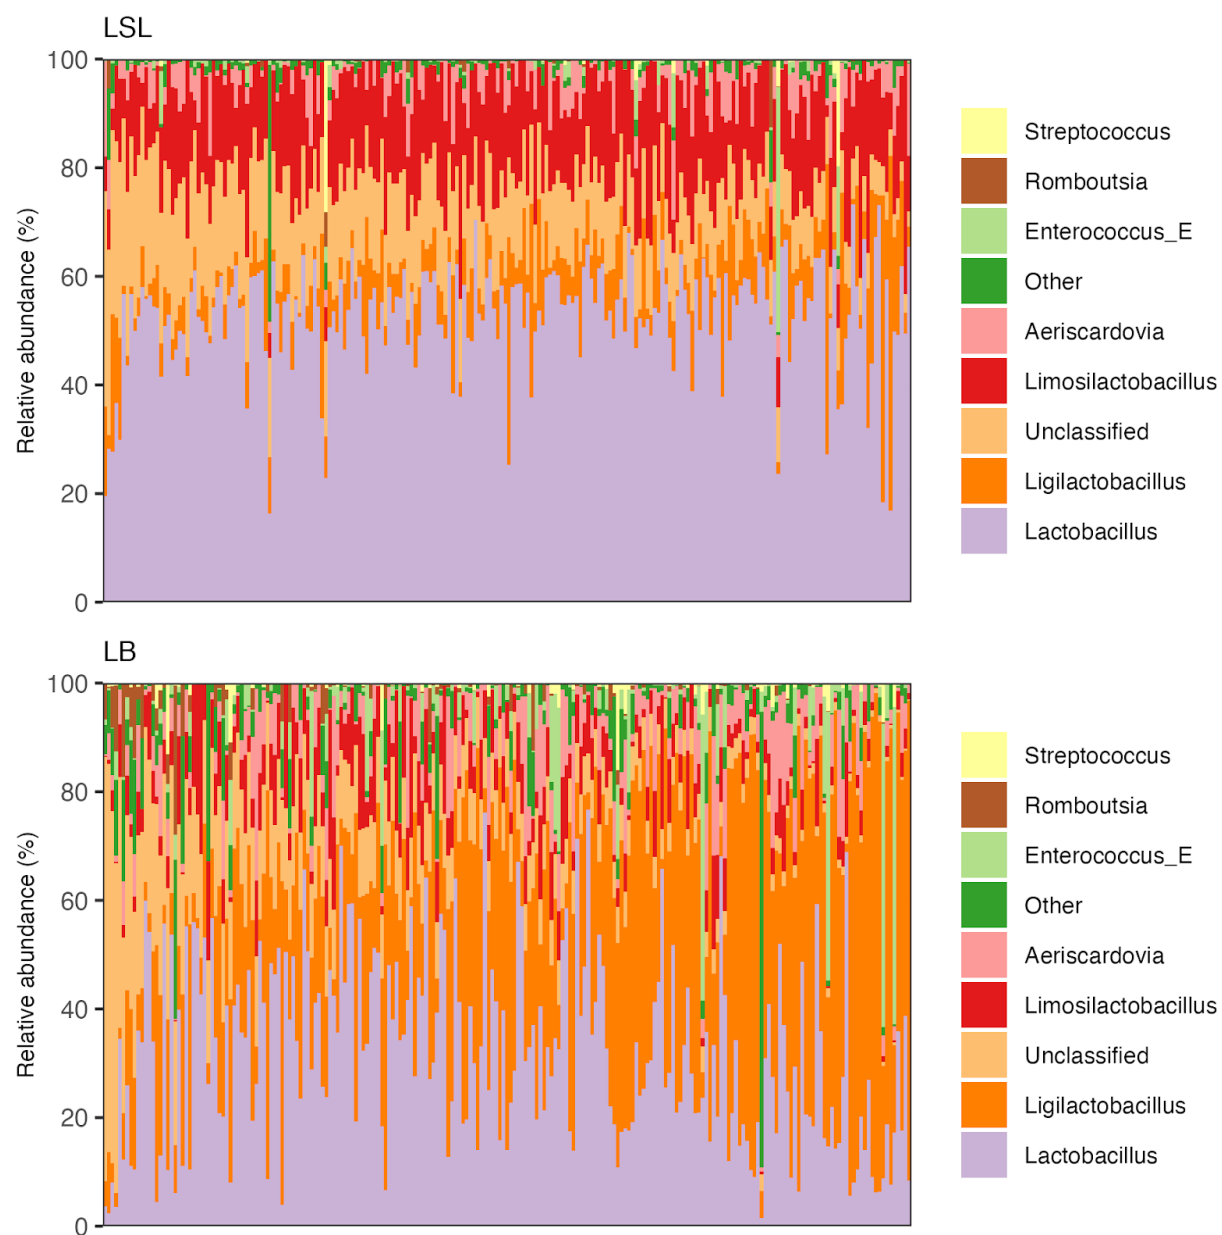 LSL
Relative abundance (%)
100
80
60
40
20
0
Streptococcus
Romboutsia
Enterococcus_E
Other
Aeriscardovia
Limosilactobacillus
Unclassified
Ligilactobacillus
Lactobacillus
LB
Relative abundance (%)
100
80
60
40
20
0
Streptococcus
Romboutsia
Enterococcus_E
Other
Aeriscardovia
Limosilactobacillus
Unclassified
Ligilactobacillus
Lactobacillus